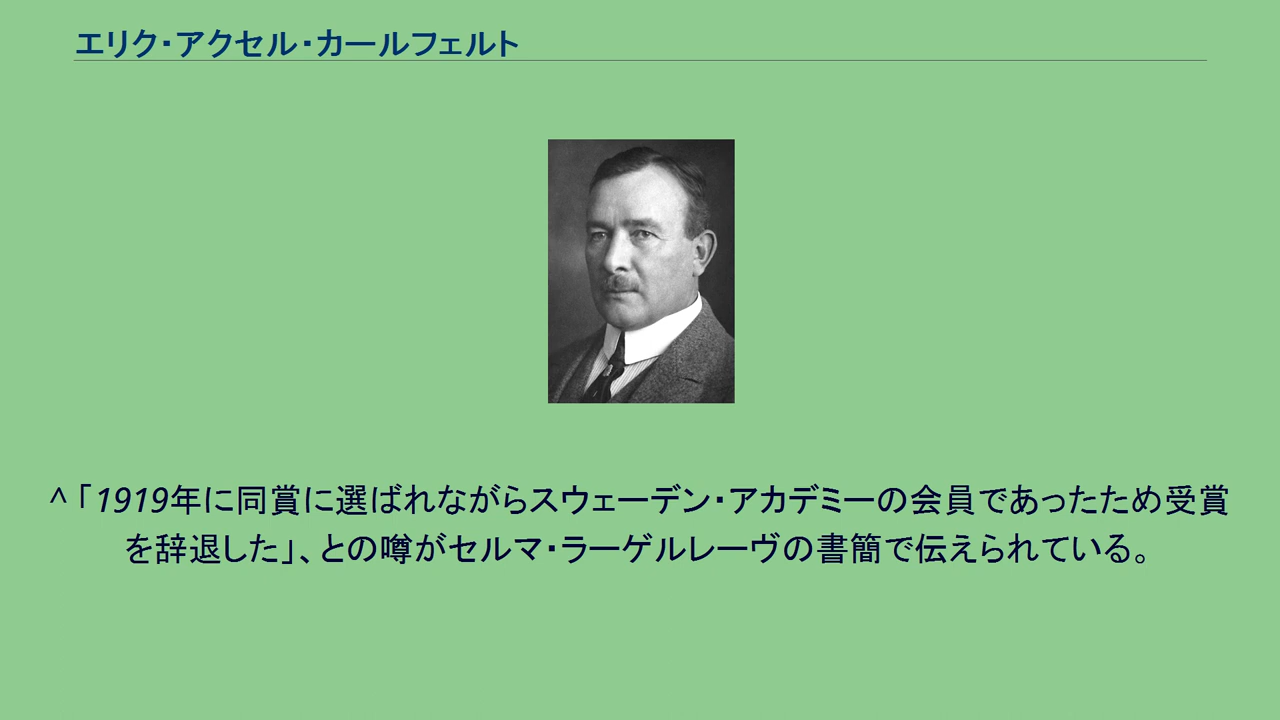 エリク・アクセル・カールフェルト
^ 「1919年に同賞に選ばれながらスウェーデン・アカデミーの会員であったため受賞
を辞退した」、との噂がセルマ・ラーゲルレーヴの書簡で伝えられている。